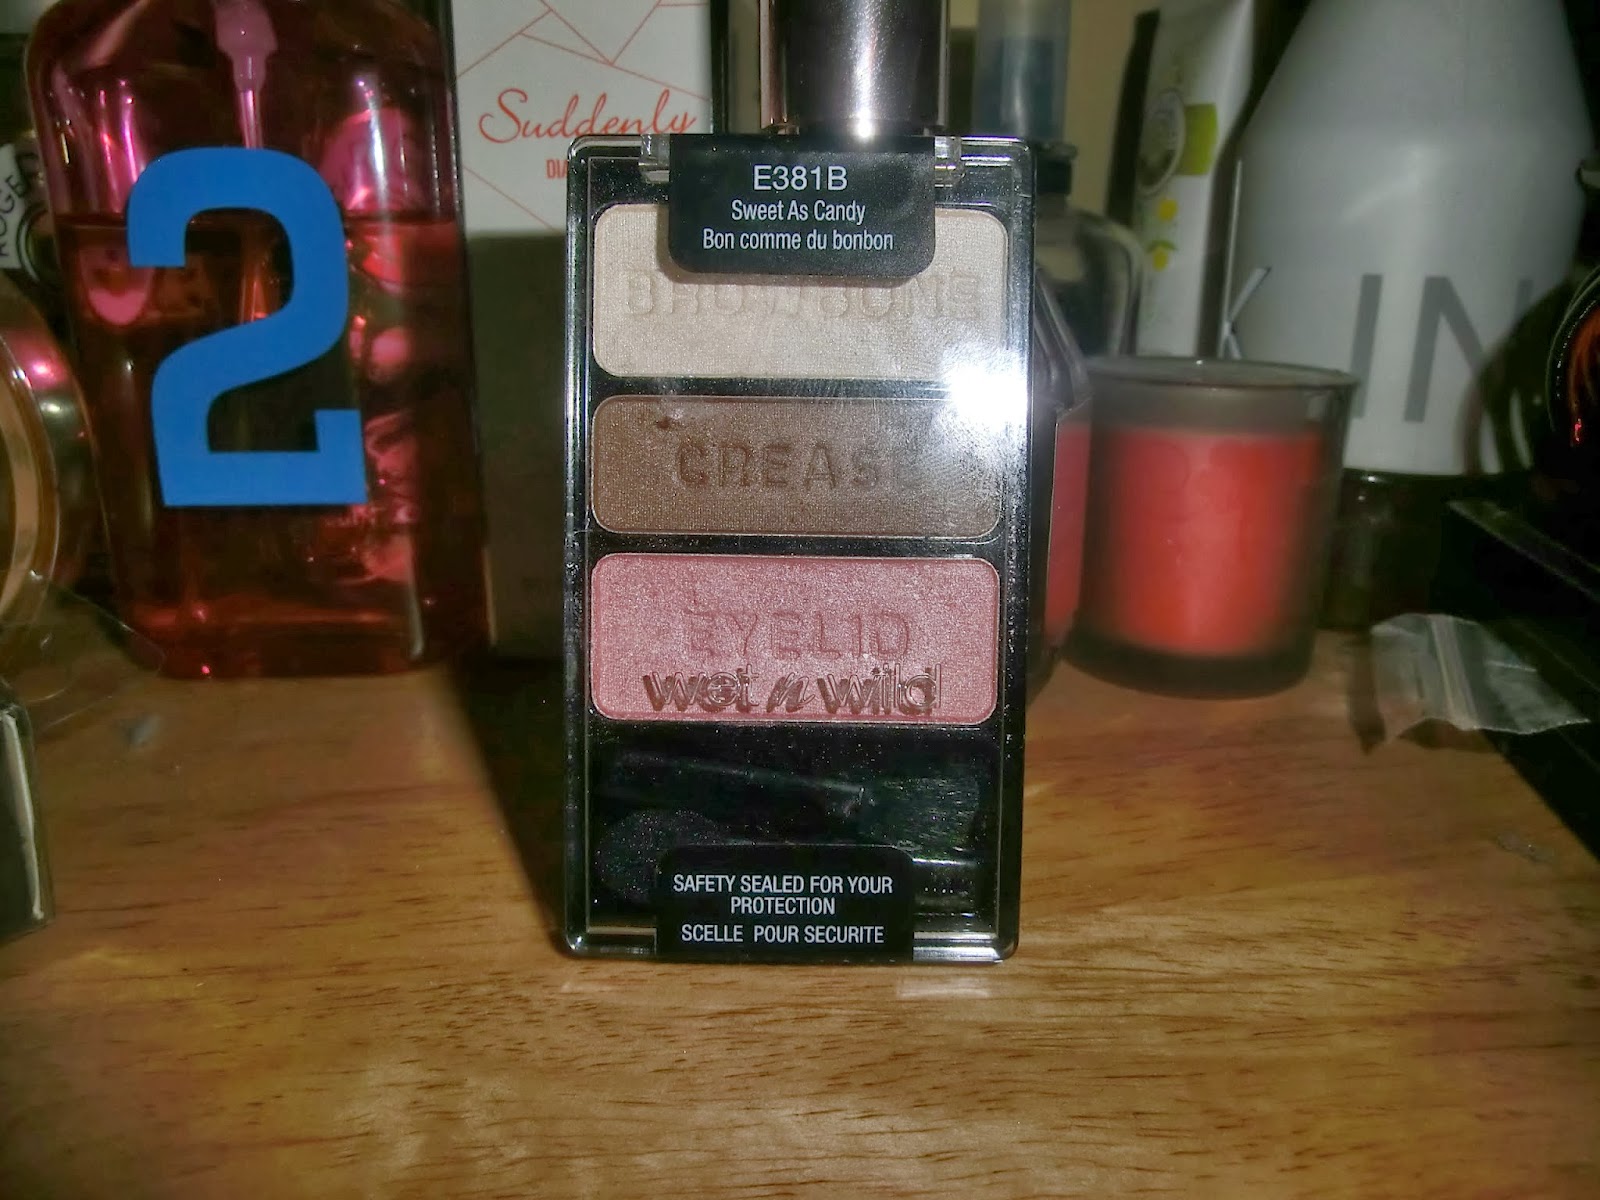 2
Suddenly
E381B
Sweet As Candy
Bon comme du bonbon
BROWBONE
CREASE
EYELID
wet n wild
SAFETY SEALED FOR YOUR
PROTECTION
SCELLE POUR SECURITE